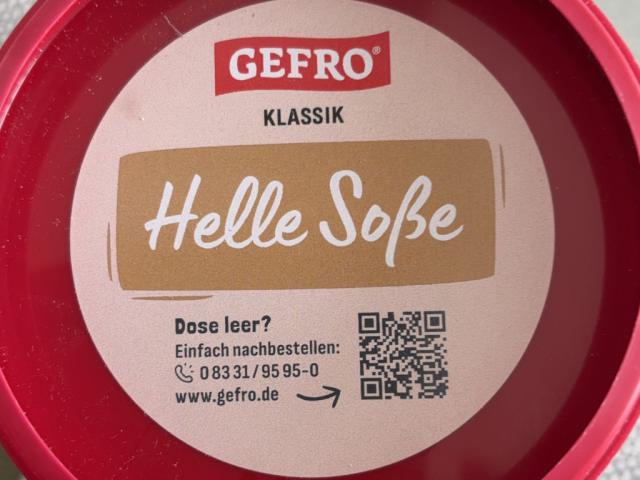 GEFRO®
KLASSIK
Helle Soße
Dose leer?
Einfach nachbestellen:
0 83 31 / 95 95-0
www.gefro.de